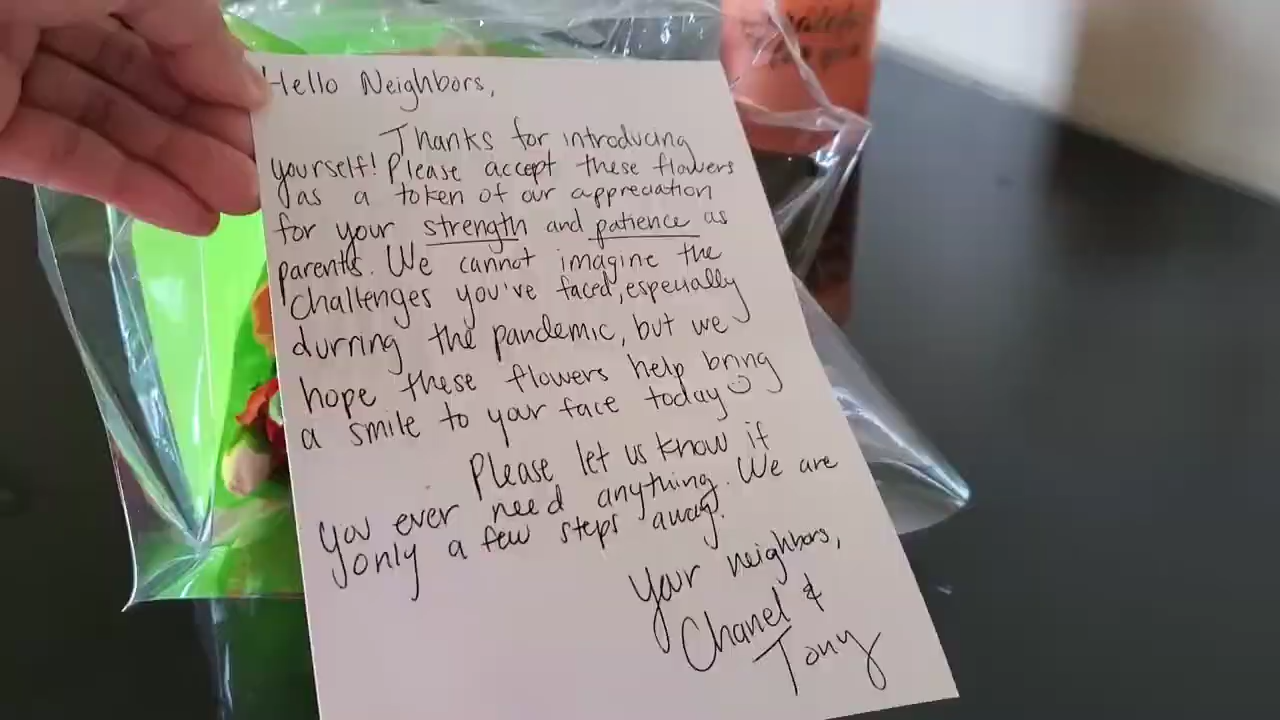 Hello Neighbors,
Thanks for introducing
yourself! Please accept these flowers
as a token of our appreciation
for your strength and patience as
parents. We cannot imagine the
challenges you've faced, especially
durring the pandemic, but we
hope these flowers help bring
a smile to your face today
Please let us know if
you ever need anything. We are
only a few steps away.
Your neighbors,
Chanel &
Tony